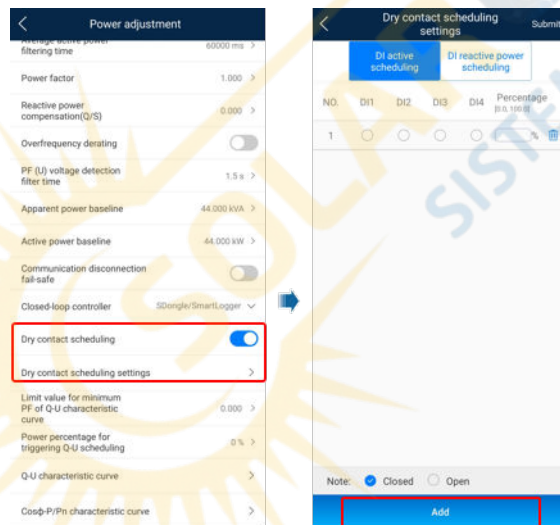 Power adjustment
Average active power
filtering time
60000 ms
Power factor
1.000
Reactive power
compensation(Q/S)
0.000
Overfrequency derating
PF (U) voltage detection
filter time
1.5 s
Apparent power baseline
44.000 kVA
Active power baseline
44.000 kW
Communication disconnection
fail-safe
Closed-loop controller
SDongle/SmartLogger
Dry contact scheduling
Dry contact scheduling settings
Limit value for minimum
PF of Q-U characteristic
curve
0.000
Power percentage for
triggering Q-U scheduling
0 %
Q-U characteristic curve
Cosф-P/Pn characteristic curve
Dry contact scheduling
settings
Submit
DI active
scheduling
DI reactive power
scheduling
NO. DI1 DI2 DI3 DI4 Percentage
[0.0, 100.0]
1 %
Note: Closed Open
Add